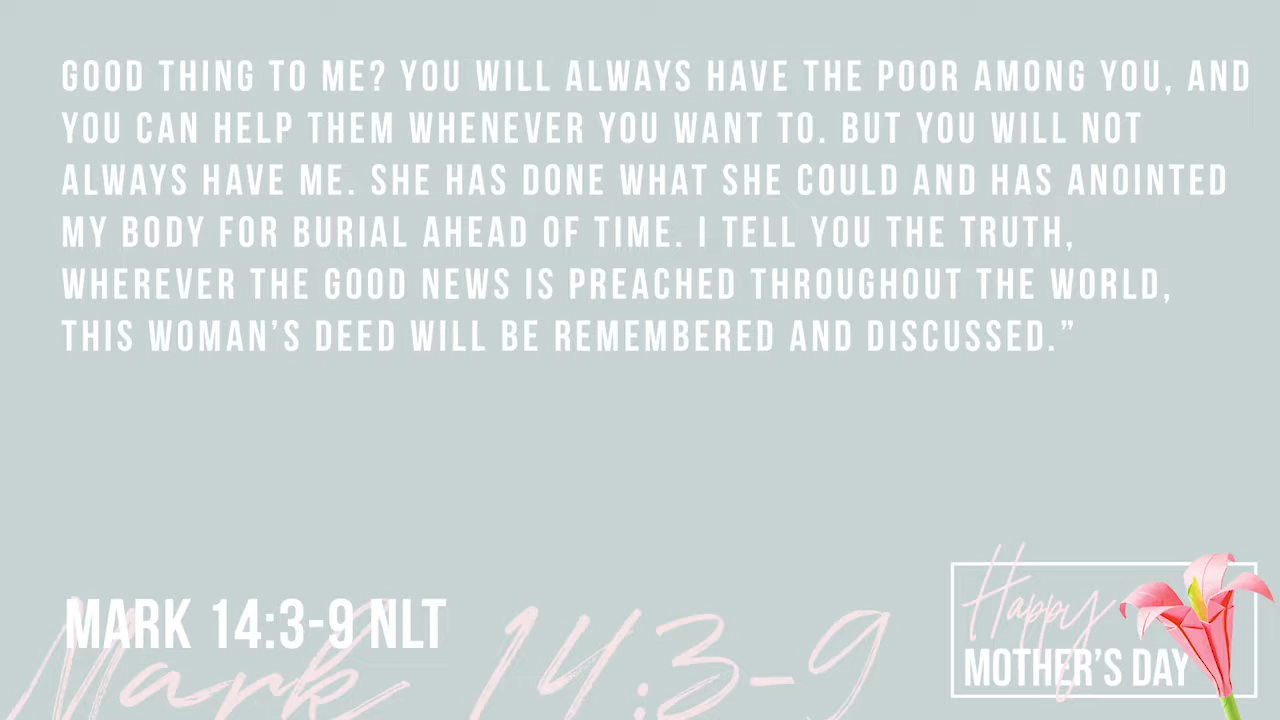 GOOD THING TO ME? YOU WILL ALWAYS HAVE THE POOR AMONG YOU, AND
YOU CAN HELP THEM WHENEVER YOU WANT TO. BUT YOU WILL NOT
ALWAYS HAVE ME. SHE HAS DONE WHAT SHE COULD AND HAS ANOINTED
MY BODY FOR BURIAL AHEAD OF TIME. I TELL YOU THE TRUTH,
WHEREVER THE GOOD NEWS IS PREACHED THROUGHOUT THE WORLD,
THIS WOMAN’S DEED WILL BE REMEMBERED AND DISCUSSED.”
MARK 14:3-9 NLT
Mark 14:3-9
Happy
MOTHER’S DAY